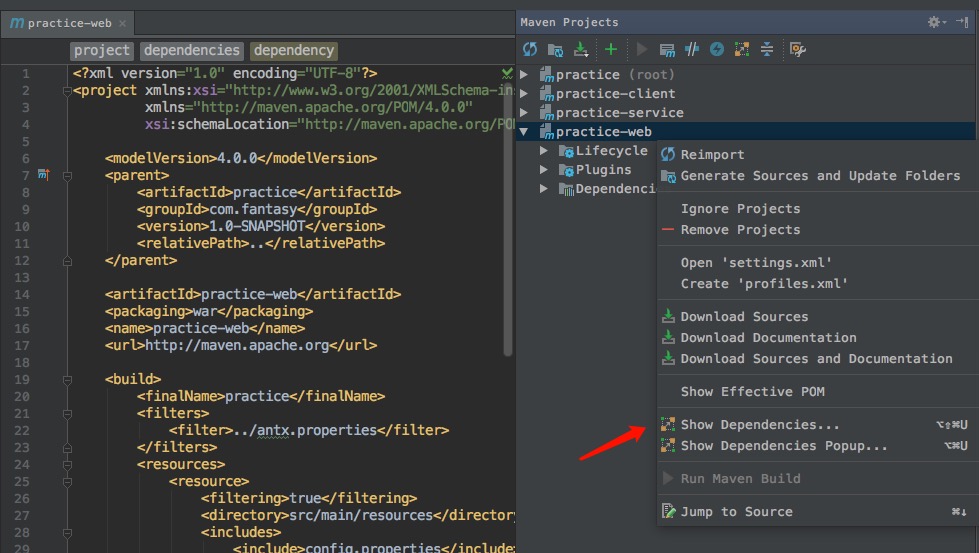 practice-web
project dependencies dependency
1 <?xml version="1.0" encoding="UTF-8"?>
2 <project xmlns:xsi="http://www.w3.org/2001/XMLSchema-in
3 xmlns="http://maven.apache.org/POM/4.0.0"
4 xsi:schemaLocation="http://maven.apache.org/PO
5
6 <modelVersion>4.0.0</modelVersion>
7 <parent>
8 <artifactId>practice</artifactId>
9 <groupId>com.fantasy</groupId>
10 <version>1.0-SNAPSHOT</version>
11 <relativePath>..</relativePath>
12 </parent>
13
14 <artifactId>practice-web</artifactId>
15 <packaging>war</packaging>
16 <name>practice-web</name>
17 <url>http://maven.apache.org</url>
18
19 <build>
20 <finalName>practice</finalName>
21 <filters>
22 <filter>../antx.properties</filter>
23 </filters>
24 <resources>
25 <resource>
26 <filtering>true</filtering>
27 <directory>src/main/resources</director
28 <includes>
29 <include>config.properties</include
Maven Projects
practice (root)
practice-client
practice-service
practice-web
Lifecycle
Plugins
Dependenci
Reimport
Generate Sources and Update Folders
Ignore Projects
Remove Projects
Open 'settings.xml'
Create 'profiles.xml'
Download Sources
Download Documentation
Download Sources and Documentation
Show Effective POM
Show Dependencies... ⌥⇧⌘U
Show Dependencies Popup... ⌥⌘U
Run Maven Build
Jump to Source ⌘↓